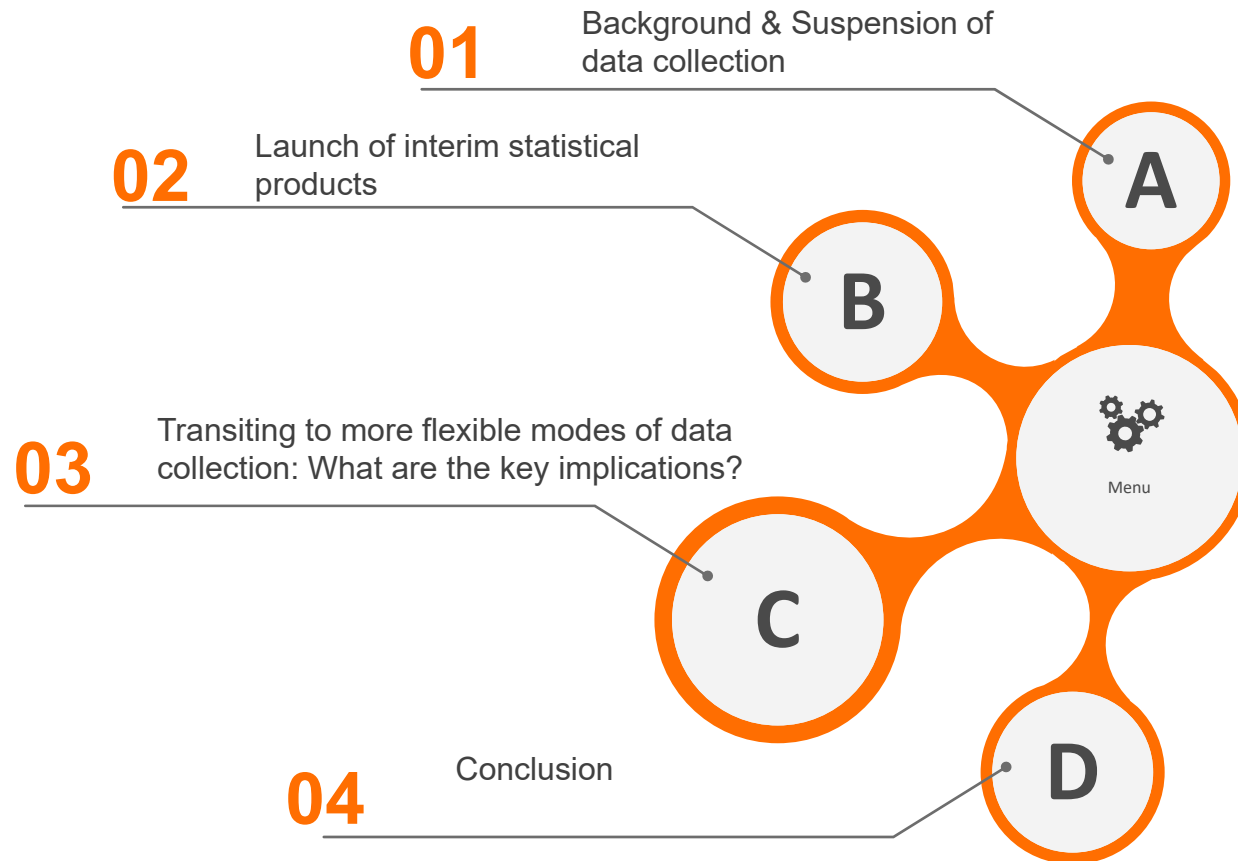 01
Background & Suspension of
data collection
A
02
Launch of interim statistical
products
B
03
Transiting to more flexible modes of data
collection: What are the key implications?
Menu
C
04
Conclusion
D